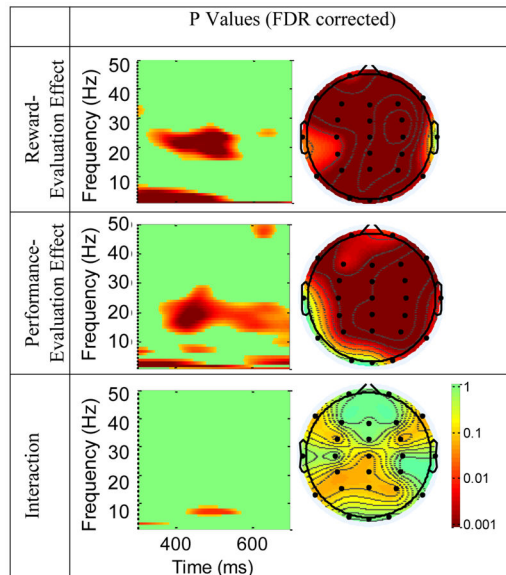 P Values (FDR corrected)
Reward-
Evaluation Effect
Frequency (Hz)
50
40
30
20
10
Performance-
Evaluation Effect
Frequency (Hz)
50
40
30
20
10
Interaction
Frequency (Hz)
50
40
30
20
10
400
600
Time (ms)
1
0.1
0.01
0.001